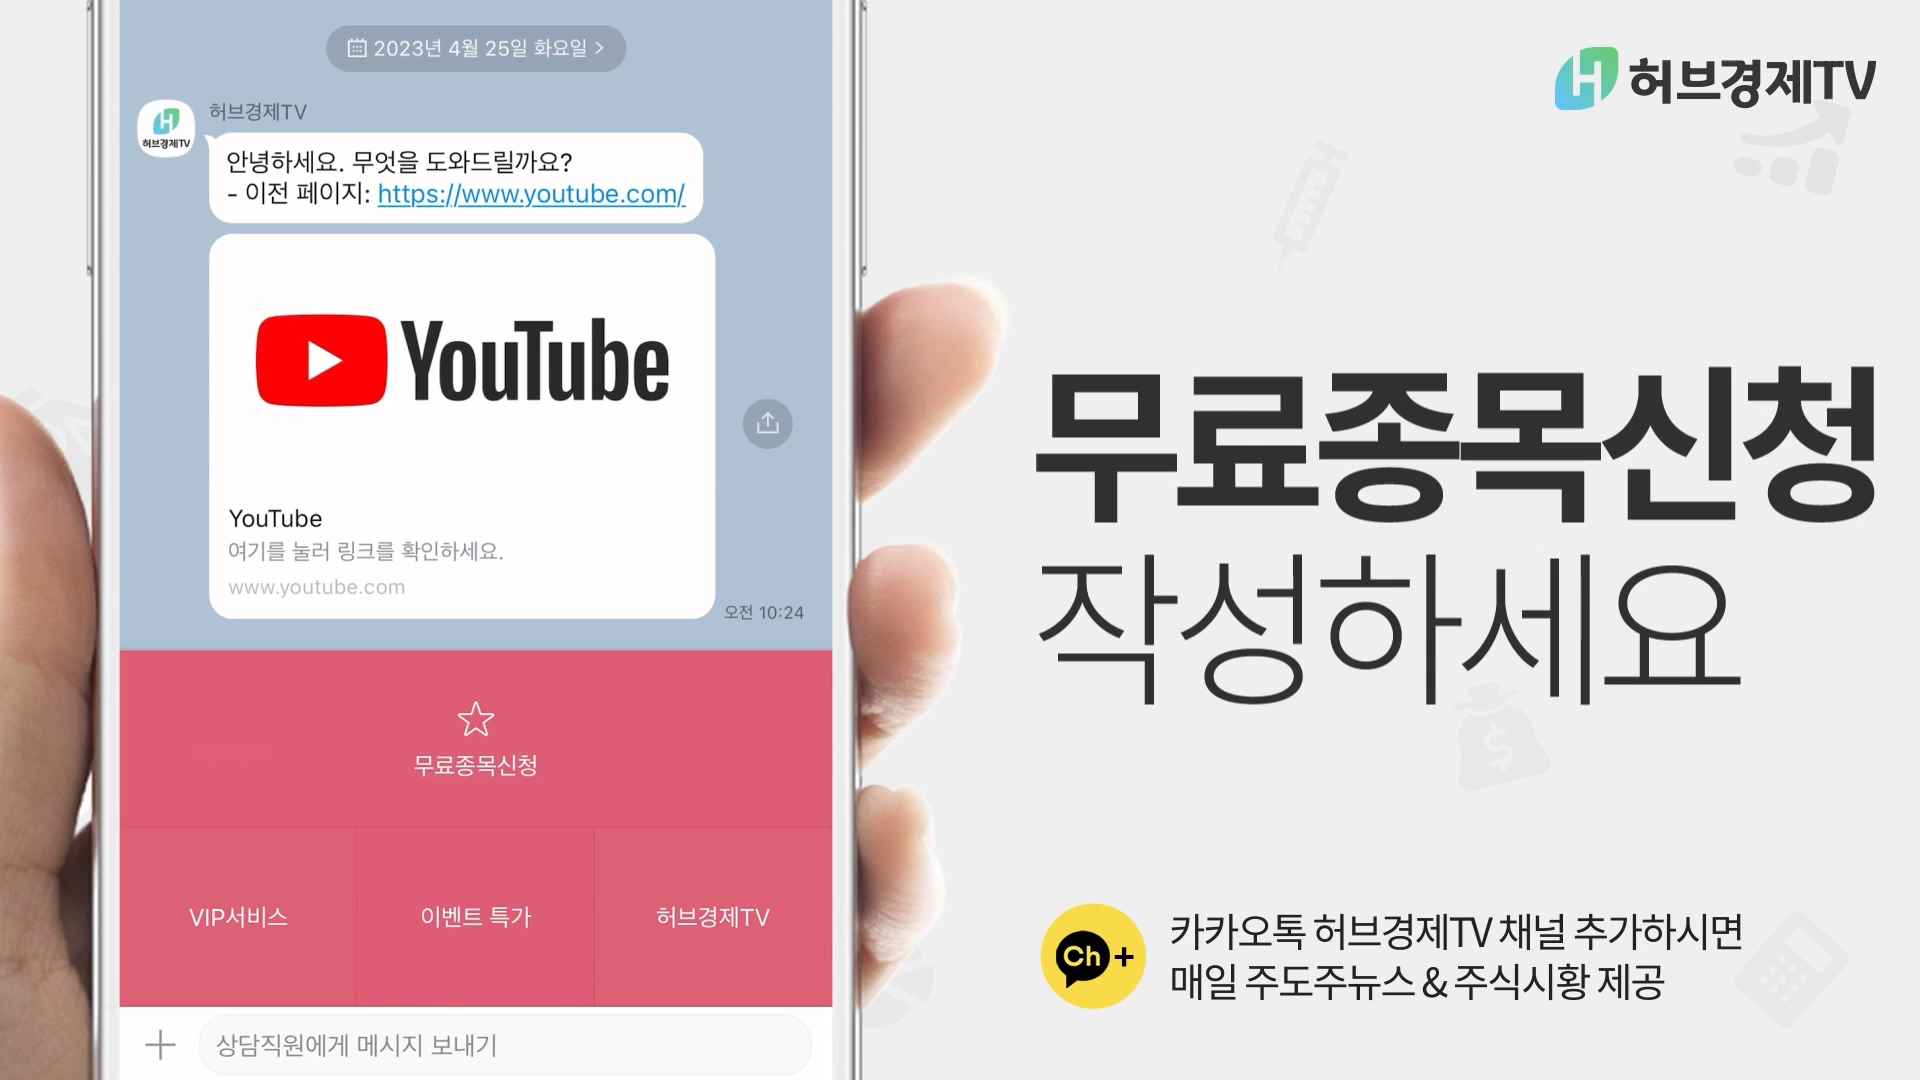 2023년 4월 25일 화요일 >
허브경제TV
허브경제TV
안녕하세요. 무엇을 도와드릴까요?
- 이전 페이지: https://www.youtube.com/
YouTube
YouTube
여기를 눌러 링크를 확인하세요.
www.youtube.com
오전 10:24
무료종목신청
VIP서비스
이벤트 특가
허브경제TV
상담직원에게 메시지 보내기
허브경제TV
무료종목신청
작성하세요
Ch+
카카오톡 허브경제TV 채널 추가하시면
매일 주도주뉴스 & 주식시황 제공